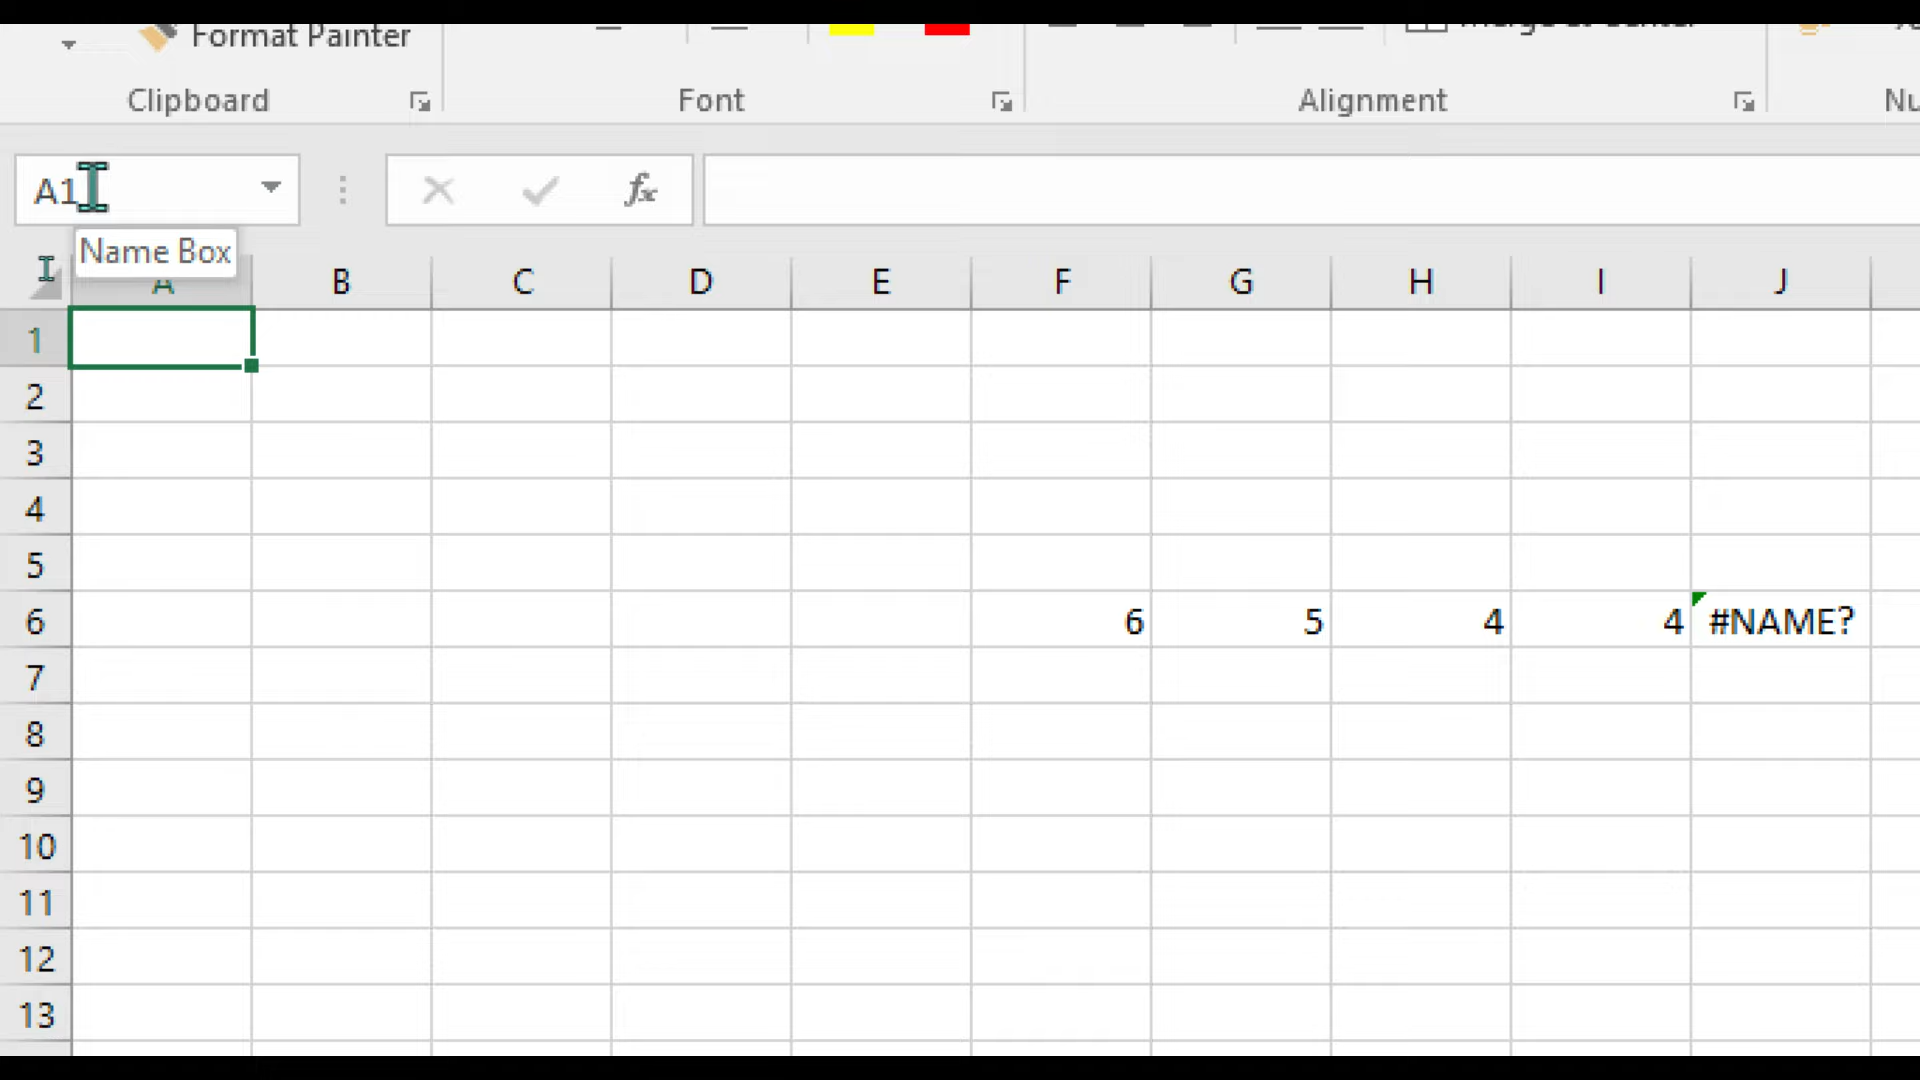 Format Painter
Clipboard Font Alignment
A1 fx
Name Box
A B C D E F G H I J
1
2
3
4
5
6 6 5 4 4 #NAME?
7
8
9
10
11
12
13